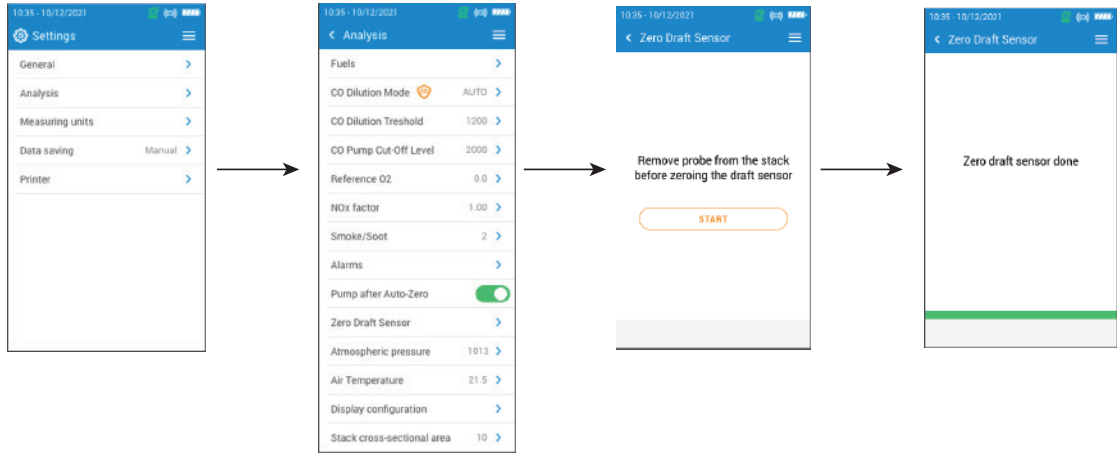 10:35 - 10/12/2021
Settings
General
Analysis
Measuring units
Data saving Manual
Printer
10:35 - 10/12/2021
Analysis
Fuels
CO Dilution Mode CO AUTO
CO Dilution Treshold 1200
CO Pump Cut-Off Level 2000
Reference O2 0.0
NOx factor 1.00
Smoke/Soot 2
Alarms
Pump after Auto-Zero
Zero Draft Sensor
Atmospheric pressure 1013
Air Temperature 21.5
Display configuration
Stack cross-sectional area 10
10:35 - 10/12/2021
Zero Draft Sensor
Remove probe from the stack
before zeroing the draft sensor
START
10:35 - 10/12/2021
Zero Draft Sensor
Zero draft sensor done